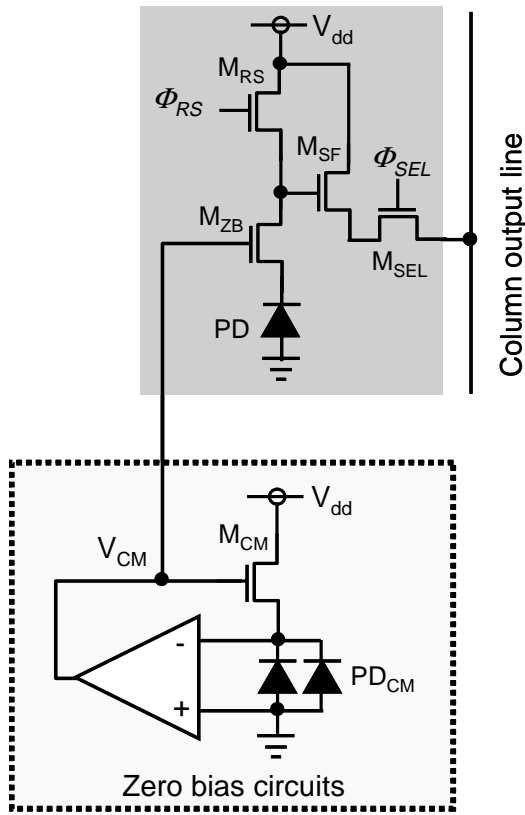 V_dd
M_RS
Φ_RS
M_SF
Φ_SEL
M_ZB
M_SEL
PD
Column output line
V_dd
M_CM
V_CM
-
PD_CM
+
Zero bias circuits